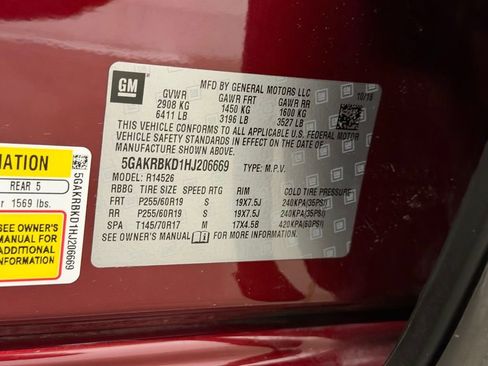 GM
MFD BY GENERAL MOTORS LLC
10/16
GVWR GAWR FRT GAWR RR
2908 KG 1450 KG 1600 KG
6411 LB 3196 LB 3527 LB
THIS VEHICLE CONFORMS TO ALL APPLICABLE U.S. FEDERAL MOTOR
VEHICLE SAFETY STANDARDS IN EFFECT ON THE DATE OF
MANUFACTURE SHOWN ABOVE.
5GAKRBKD1HJ206669 TYPE: M.P.V.
MODEL: R14526
RBBG TIRE SIZE SPEED RTG RIM COLD TIRE PRESSURE
FRT P255/60R19 S 19X7.5J 240KPA(35PSI)
RR P255/60R19 S 19X7.5J 240KPA(35PSI)
SPA T145/70R17 M 17X4.5B 420KPA(60PSI)
SEE OWNER'S MANUAL FOR MORE INFORMATION.
REAR 5
1569 lbs.
SEE OWNER'S
MANUAL FOR
ADDITIONAL
INFORMATION
5GAKRBKD1HJ206669